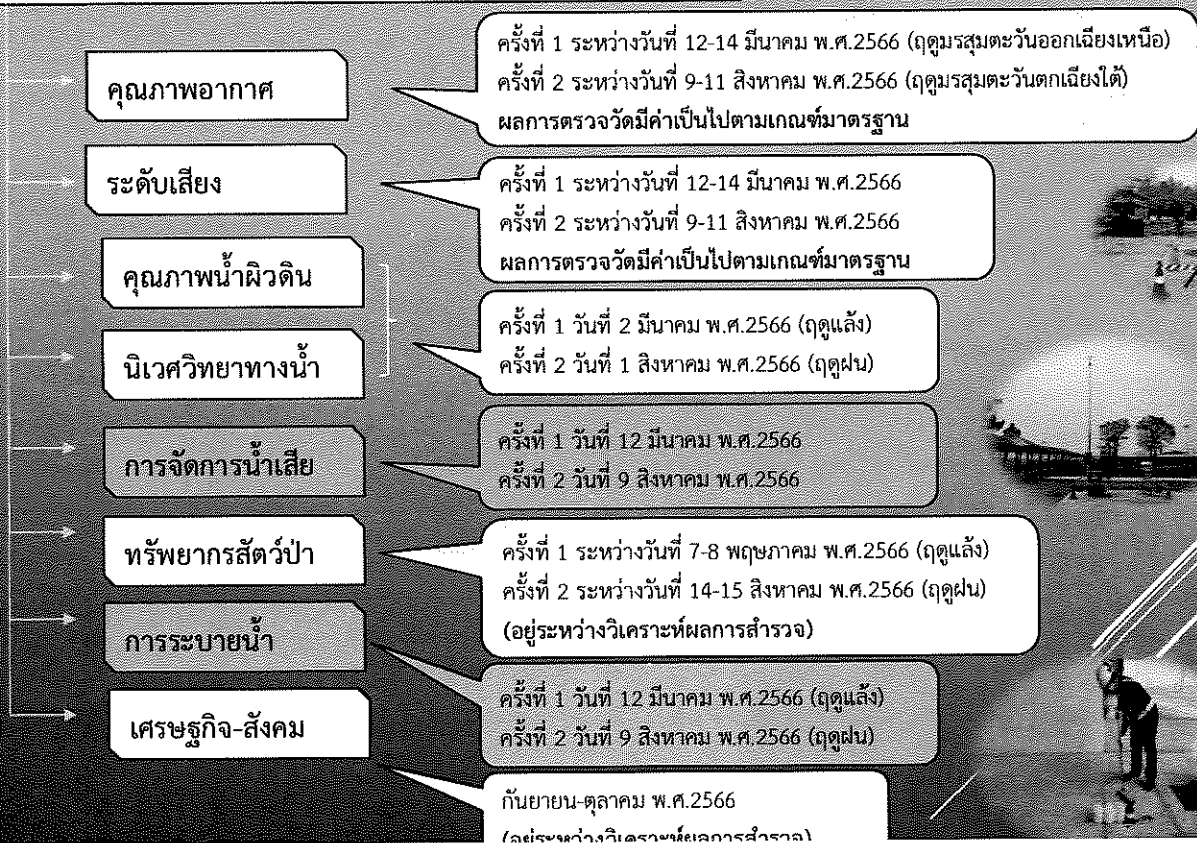 คุณภาพอากาศ
ครั้งที่ 1 ระหว่างวันที่ 12-14 มีนาคม พ.ศ.2566 (ฤดูมรสุมตะวันออกเฉียงเหนือ)
ครั้งที่ 2 ระหว่างวันที่ 9-11 สิงหาคม พ.ศ.2566 (ฤดูมรสุมตะวันตกเฉียงใต้)
ผลการตรวจวัดมีค่าเป็นไปตามเกณฑ์มาตรฐาน
ระดับเสียง
ครั้งที่ 1 ระหว่างวันที่ 12-14 มีนาคม พ.ศ.2566
ครั้งที่ 2 ระหว่างวันที่ 9-11 สิงหาคม พ.ศ.2566
ผลการตรวจวัดมีค่าเป็นไปตามเกณฑ์มาตรฐาน
คุณภาพน้ำผิวดิน
นิเวศวิทยาทางน้ำ
ครั้งที่ 1 วันที่ 2 มีนาคม พ.ศ.2566 (ฤดูแล้ง)
ครั้งที่ 2 วันที่ 1 สิงหาคม พ.ศ.2566 (ฤดูฝน)
การจัดการน้ำเสีย
ครั้งที่ 1 วันที่ 12 มีนาคม พ.ศ.2566
ครั้งที่ 2 วันที่ 9 สิงหาคม พ.ศ.2566
ทรัพยากรสัตว์ป่า
ครั้งที่ 1 ระหว่างวันที่ 7-8 พฤษภาคม พ.ศ.2566 (ฤดูแล้ง)
ครั้งที่ 2 ระหว่างวันที่ 14-15 สิงหาคม พ.ศ.2566 (ฤดูฝน)
(อยู่ระหว่างวิเคราะห์ผลการสำรวจ)
การระบายน้ำ
ครั้งที่ 1 วันที่ 12 มีนาคม พ.ศ.2566 (ฤดูแล้ง)
ครั้งที่ 2 วันที่ 9 สิงหาคม พ.ศ.2566 (ฤดูฝน)
เศรษฐกิจ-สังคม
กันยายน-ตุลาคม พ.ศ.2566
(อยู่ระหว่างวิเคราะห์ผลการสำรวจ)